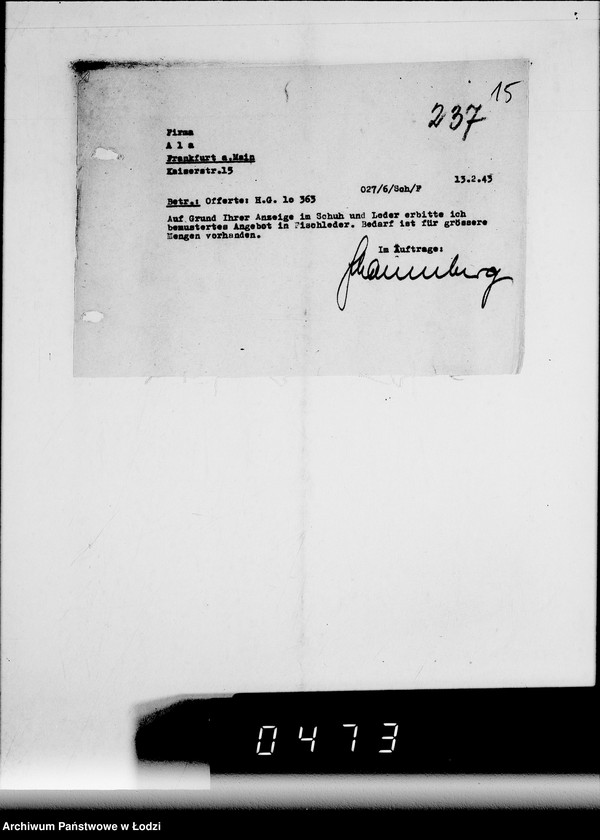 237 15
Firma
A l a
Frankfurt a.Main
Kaiserstr.15
027/6/Sch/F 13.2.43
Betr.: Offerte: H.G. lo 363
Auf Grund Ihrer Anzeige im Schuh und Leder erbitte ich
bemustertes Angebot in Fischleder. Bedarf ist für grössere
Mengen vorhanden.
Im Auftrage:
0473
Archiwum Państwowe w Łodzi